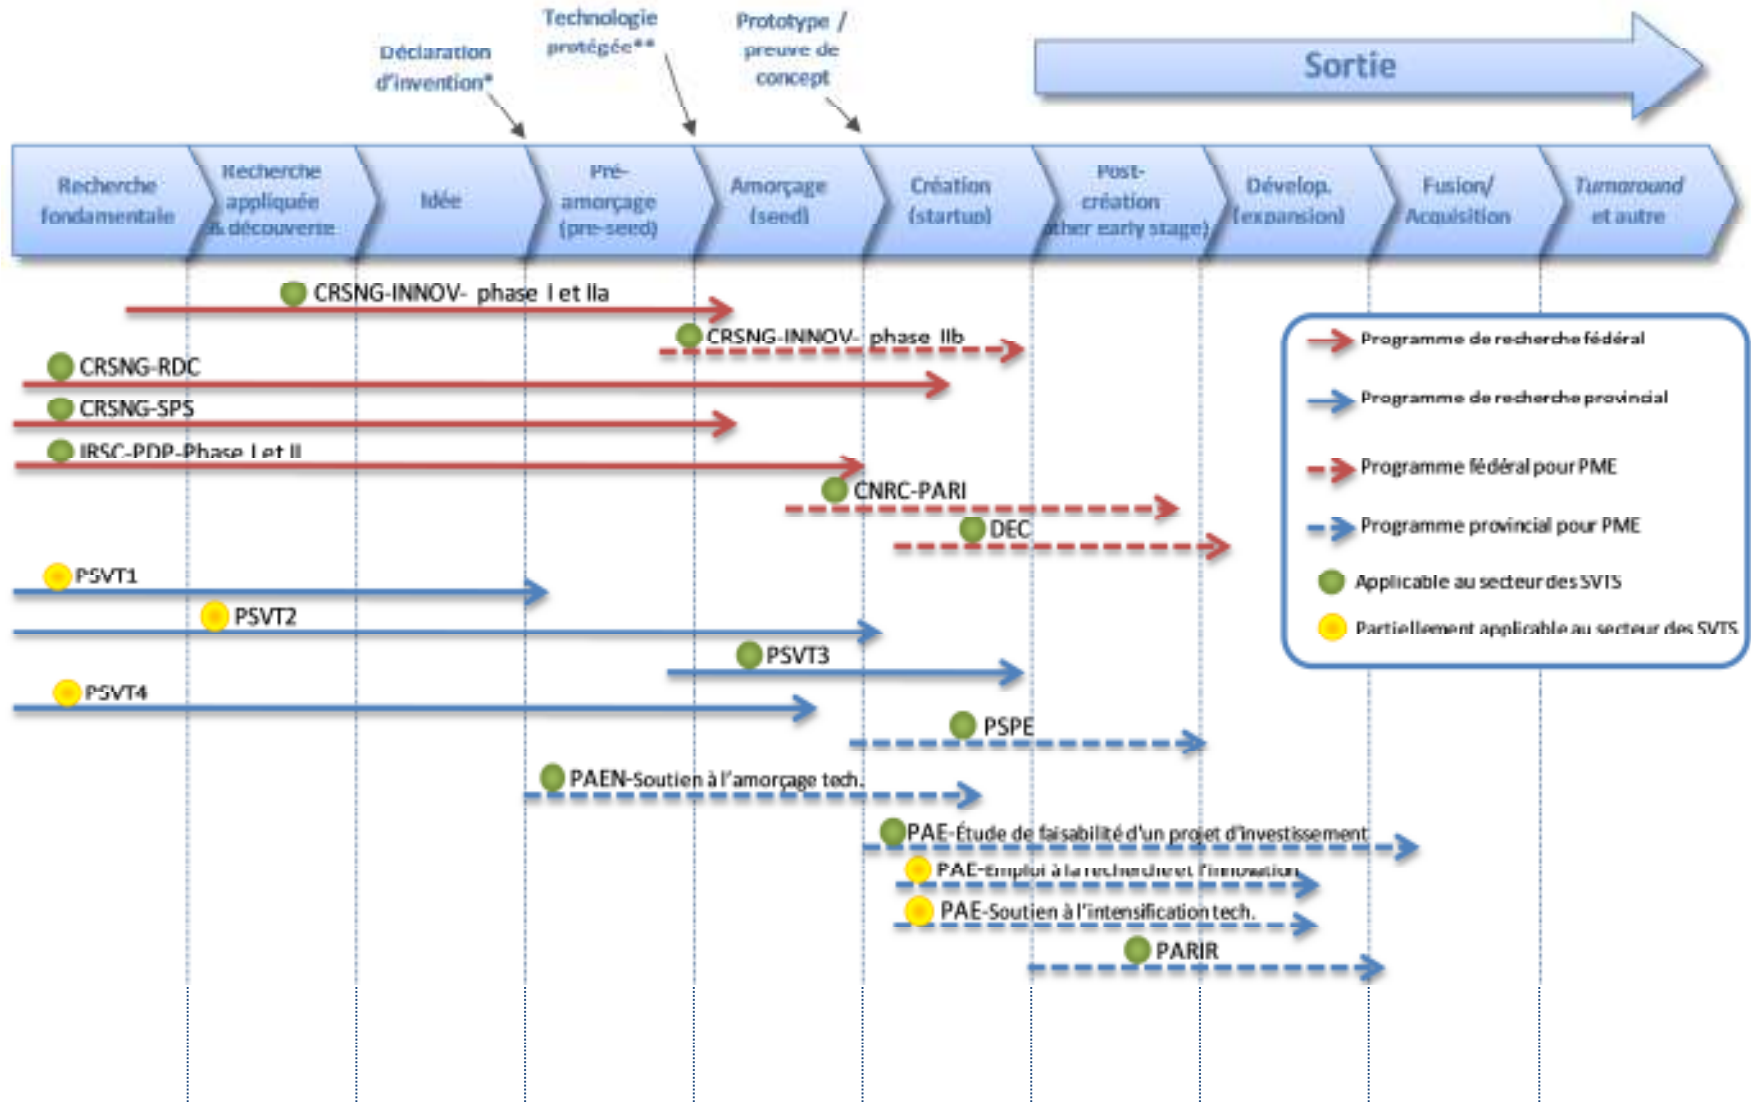 Déclaration
d'invention*
Technologie
protégée**
Prototype /
preuve de
concept
Sortie
Recherche
fondamentale
Recherche
appliquée
& découverte
Idée
Pré-
amorçage
(pre-seed)
Amorçage
(seed)
Création
(startup)
Post-
création
ther early stage)
Dévelop.
(expansion)
Fusion/
Acquisition
Turnaround
et autre
CRSNG-INNOV- phase I et IIa
CRSNG-INNOV- phase IIb
CRSNG-RDC
CRSNG-SPS
IRSC-PDP-Phase I et II
CNRC-PARI
DEC
PSVT1
PSVT2
PSVT3
PSVT4
PSPE
PAEN-Soutien à l'amorçage tech.
PAE-Étude de faisabilité d'un projet d'investissement
PAE-Emploi à la recherche et l'innovation
PAE-Soutien à l'intensification tech.
PARIR
Programme de recherche fédéral
Programme de recherche provincial
Programme fédéral pour PME
Programme provincial pour PME
Applicable au secteur des SVTS
Partiellement applicable au secteur des SVTS